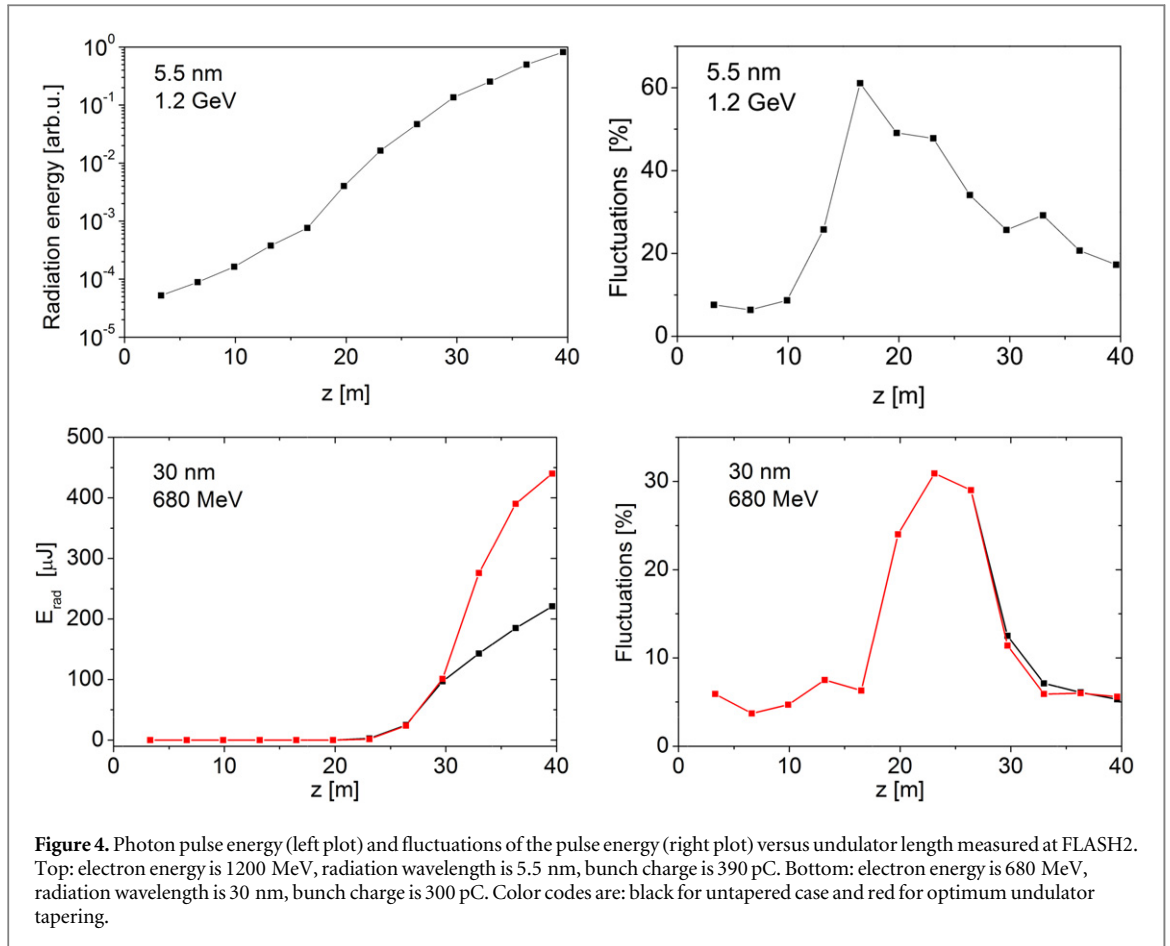 5.5 nm
1.2 GeV
Radiation energy [arb.u.]
10^0
10^-1
10^-2
10^-3
10^-4
10^-5
0 10 20 30 40
z [m]
5.5 nm
1.2 GeV
Fluctuations [%]
60
40
20
0
0 10 20 30 40
z [m]
30 nm
680 MeV
E_rad [µJ]
500
400
300
200
100
0
0 10 20 30 40
z [m]
30 nm
680 MeV
Fluctuations [%]
30
20
10
0
0 10 20 30 40
z [m]
Figure 4. Photon pulse energy (left plot) and fluctuations of the pulse energy (right plot) versus undulator length measured at FLASH2.
Top: electron energy is 1200 MeV, radiation wavelength is 5.5 nm, bunch charge is 390 pC. Bottom: electron energy is 680 MeV,
radiation wavelength is 30 nm, bunch charge is 300 pC. Color codes are: black for untapered case and red for optimum undulator
tapering.